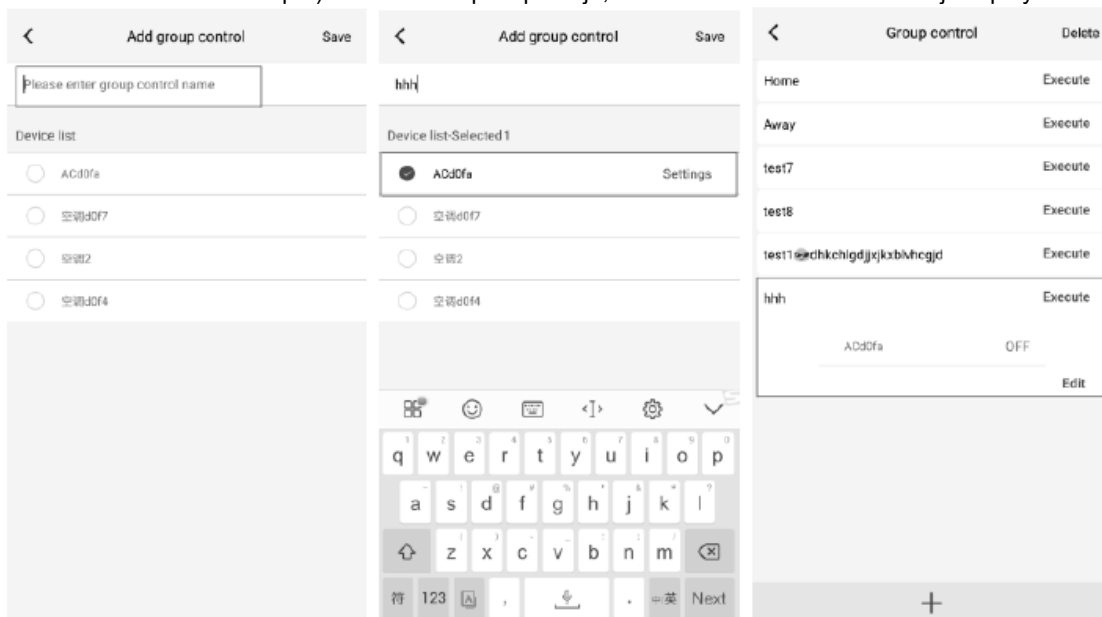 Add group control Save
Please enter group control name
Device list
ACd0fa
空调d0f7
空调2
空调d0f4
Add group control Save
hhh
Device list-Selected 1
ACd0fa Settings
空调d0f7
空调2
空调d0f4
q w e r t y u i o p
a s d f g h j k l
z x c v b n m
符 123 , . 中/英 Next
Group control Delete
Home Execute
Away Execute
test7 Execute
test8 Execute
Execute
hhh Execute
ACd0fa OFF
Edit